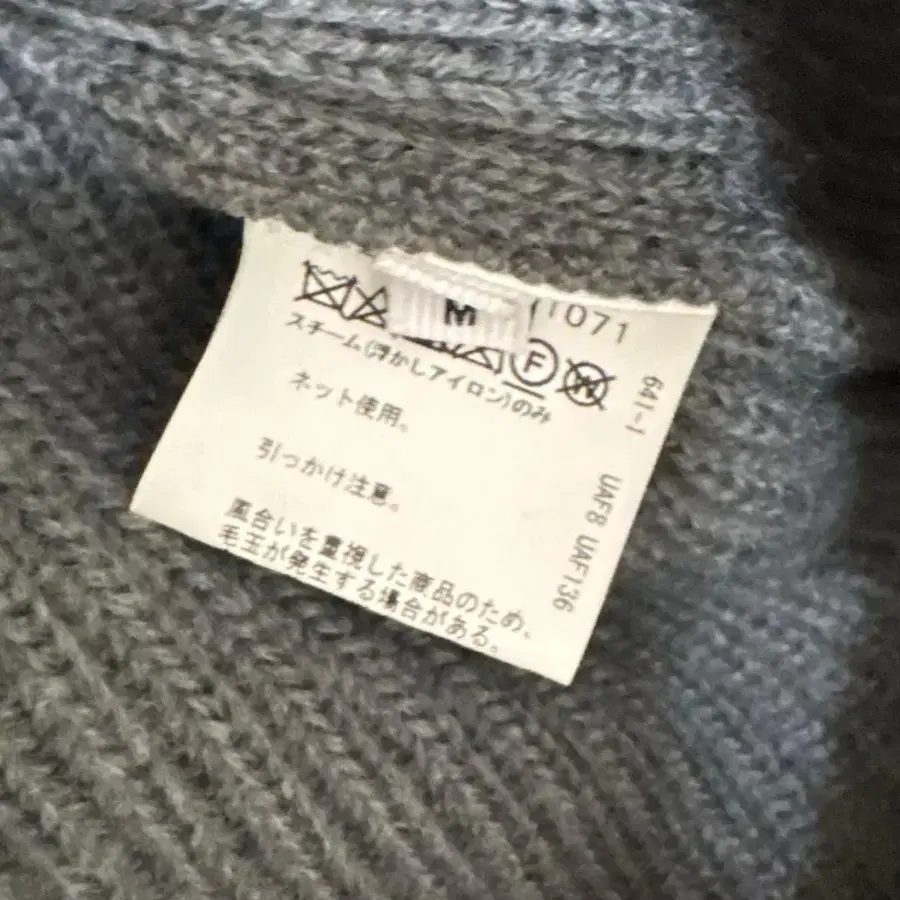 M
1071
F
W
スチーム(浮かしアイロン)のみ
ネット使用。
引っかけ注意。
風合いを重視した商品のため、
毛玉が発生する場合がある。
641-1 UAF8 UAF136